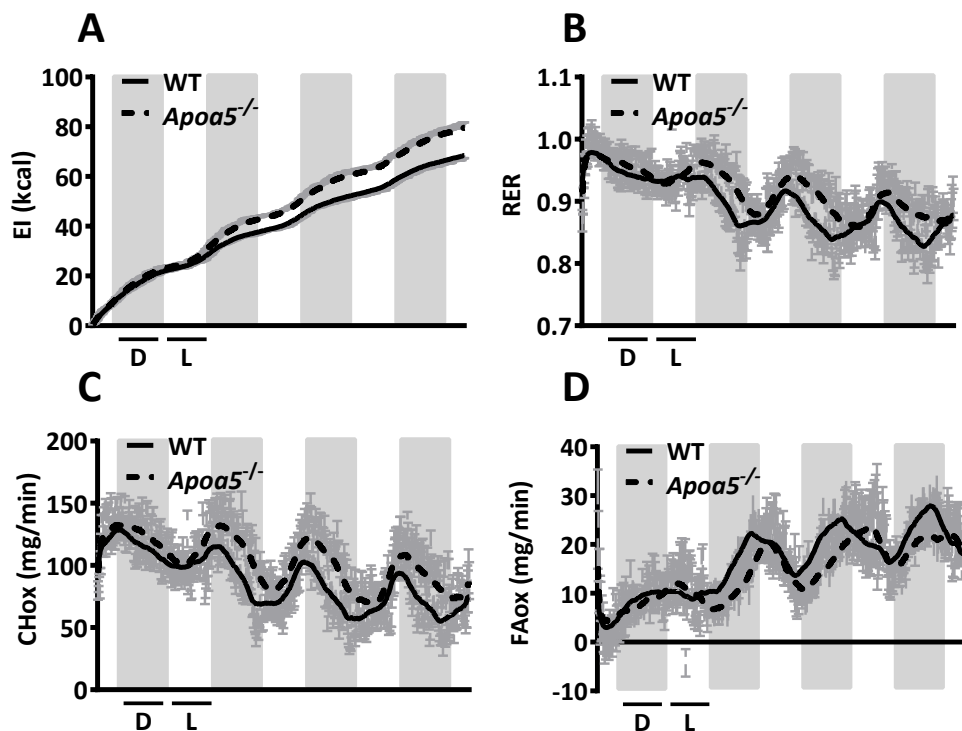 A
EI (kcal)
100
80
60
40
20
0
WT
Apoa5-/-
D L
B
RER
1.1
1.0
0.9
0.8
0.7
WT
Apoa5-/-
D L
C
CHox (mg/min)
200
150
100
50
0
WT
Apoa5-/-
D L
D
FAox (mg/min)
40
30
20
10
0
-10
WT
Apoa5-/-
D L